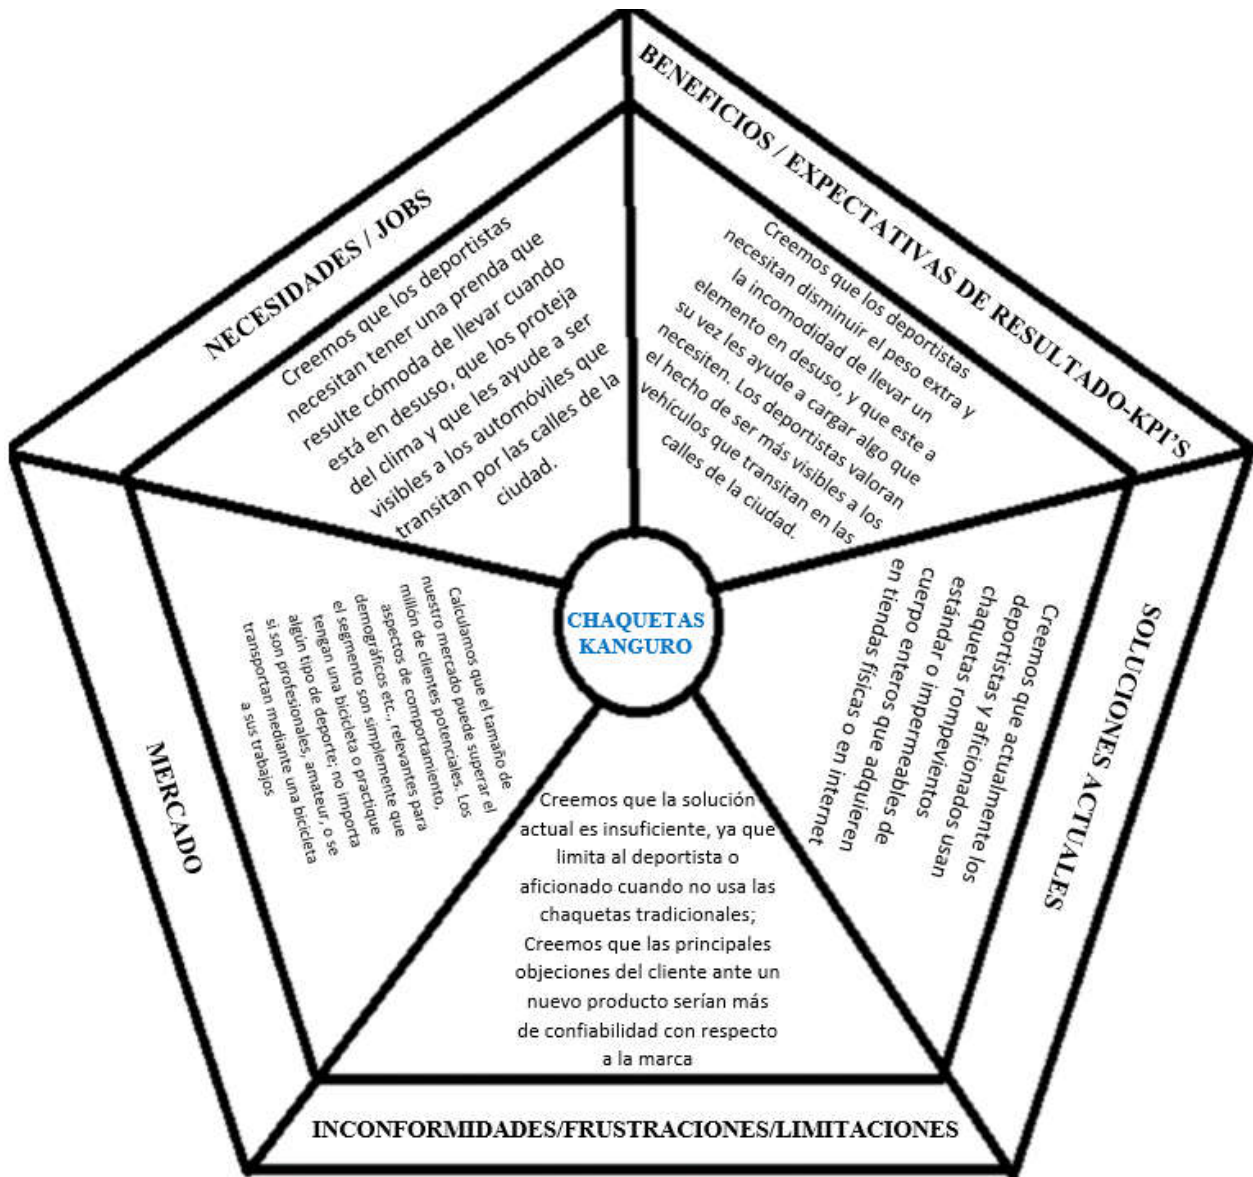 NECESIDADES / JOBS
Creemos que los deportistas
necesitan tener una prenda que
resulte cómoda de llevar cuando
está en desuso, que los proteja
del clima y que les ayude a ser
visibles a los automóviles que
transitan por las calles de la
ciudad.
BENEFICIOS / EXPECTATIVAS DE RESULTADO-KPI'S
Creemos que los deportistas
necesitan disminuir el peso extra y
la incomodidad de llevar un
elemento en desuso, y que este a
su vez les ayude a cargar algo que
necesiten. Los deportistas valoran
el hecho de ser más visibles a los
vehículos que transitan en las
calles de la ciudad.
SOLUCIONES ACTUALES
Creemos que actualmente los
deportistas y aficionados usan
chaquetas rompevientos
estándar o impermeables de
cuerpo enteros que adquieren
en tiendas físicas o en internet
INCONFORMIDADES/FRUSTRACIONES/LIMITACIONES
Creemos que la solución
actual es insuficiente, ya que
limita al deportista o
aficionado cuando no usa las
chaquetas tradicionales;
Creemos que las principales
objeciones del cliente ante un
nuevo producto serían más
de confiabilidad con respecto
a la marca
MERCADO
Calculamos que el tamaño de
nuestro mercado puede superar el
millón de clientes potenciales. Los
aspectos de comportamiento,
demográficos etc., relevantes para
el segmento son simplemente que
tengan una bicicleta o practique
algún tipo de deporte; no importa
si son profesionales, amateur, o se
transportan mediante una bicicleta
a sus trabajos
CHAQUETAS
KANGURO